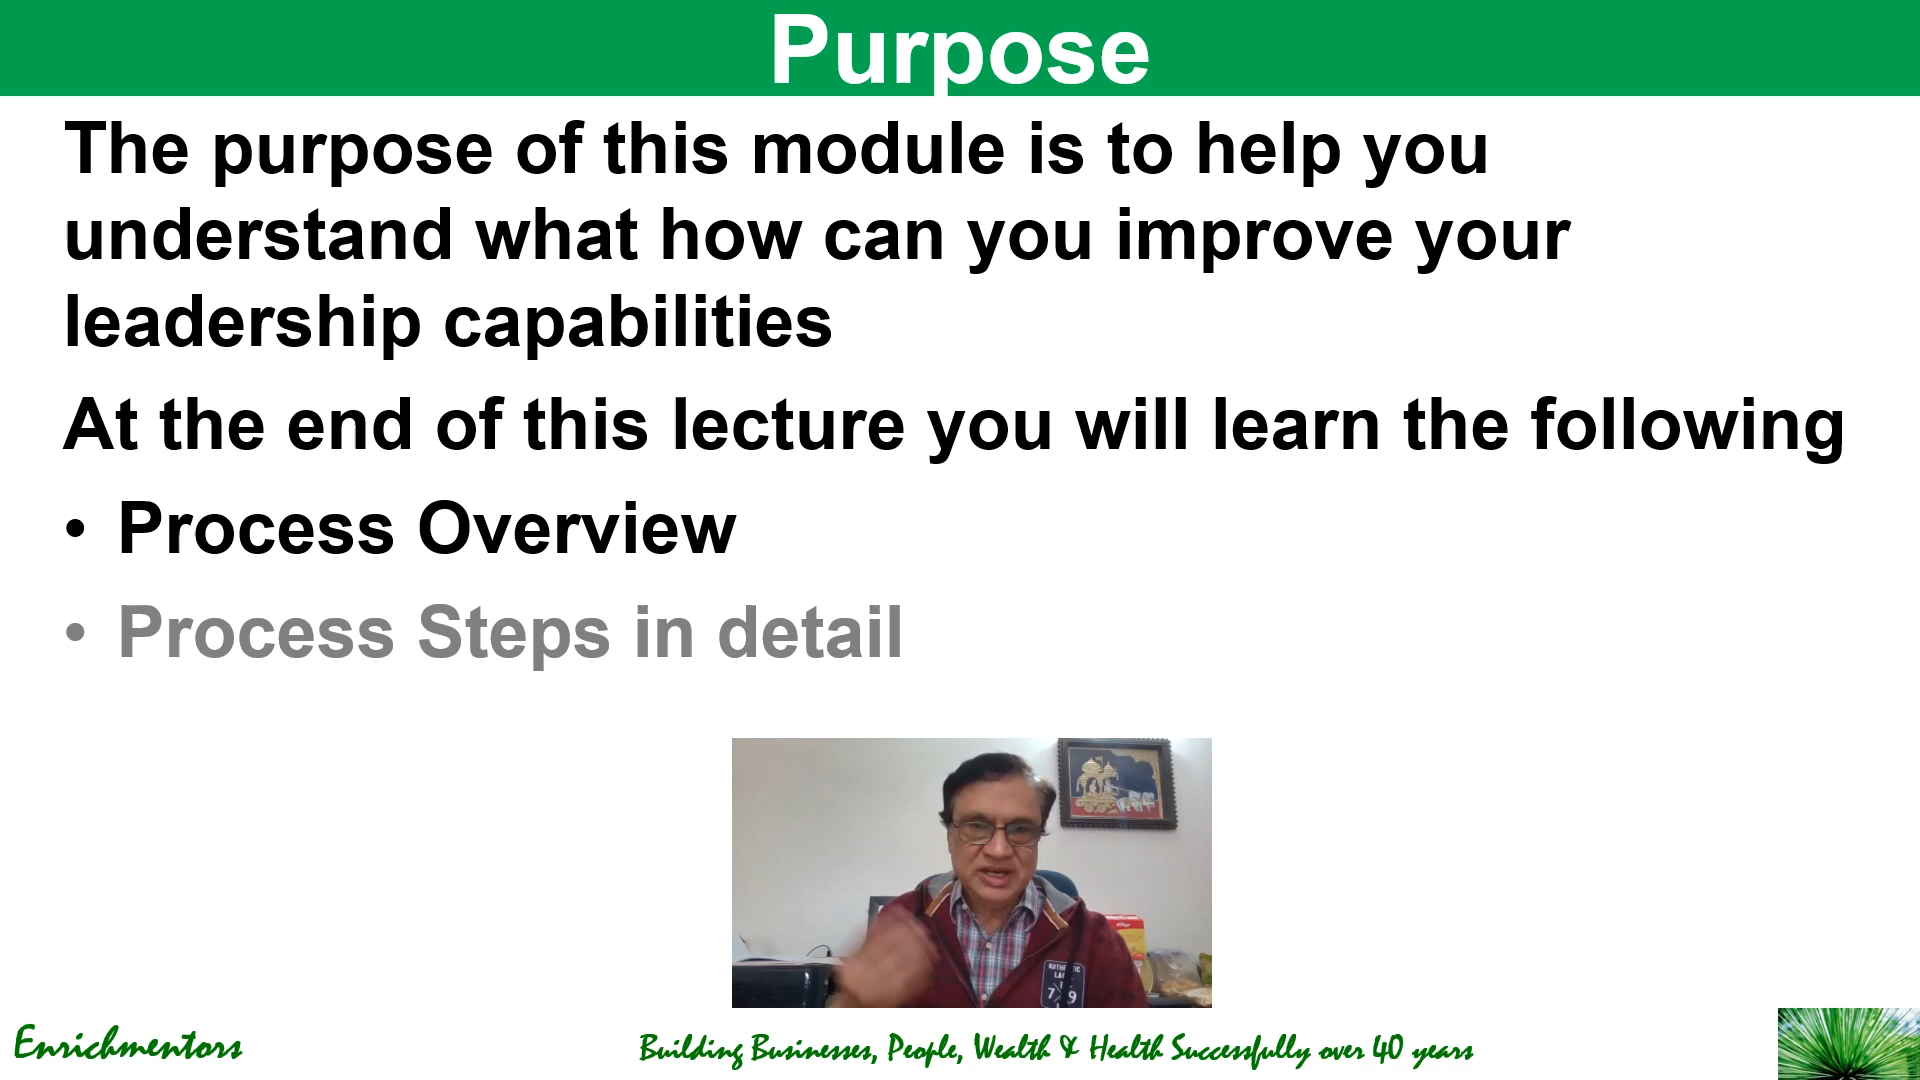 Purpose
The purpose of this module is to help you
understand what how can you improve your
leadership capabilities
At the end of this lecture you will learn the following
• Process Overview
• Process Steps in detail
7 9
Enrichmentors
Building Businesses, People, Wealth & Health Successfully over 40 years